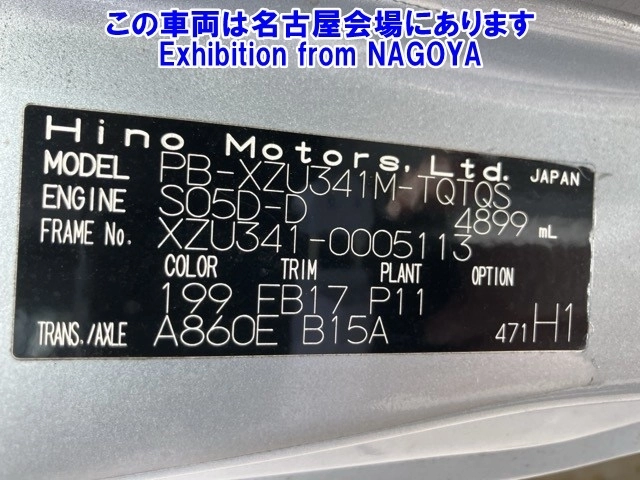 この車両は名古屋会場にあります
Exhibition from NAGOYA
Hino Motors, Ltd. JAPAN
MODEL PB-XZU341M-TQTQS
ENGINE S05D-D 4899 mL
FRAME No. XZU341-0005113
COLOR TRIM PLANT OPTION
199 FB17 P11
TRANS./AXLE A860E B15A 471 H1